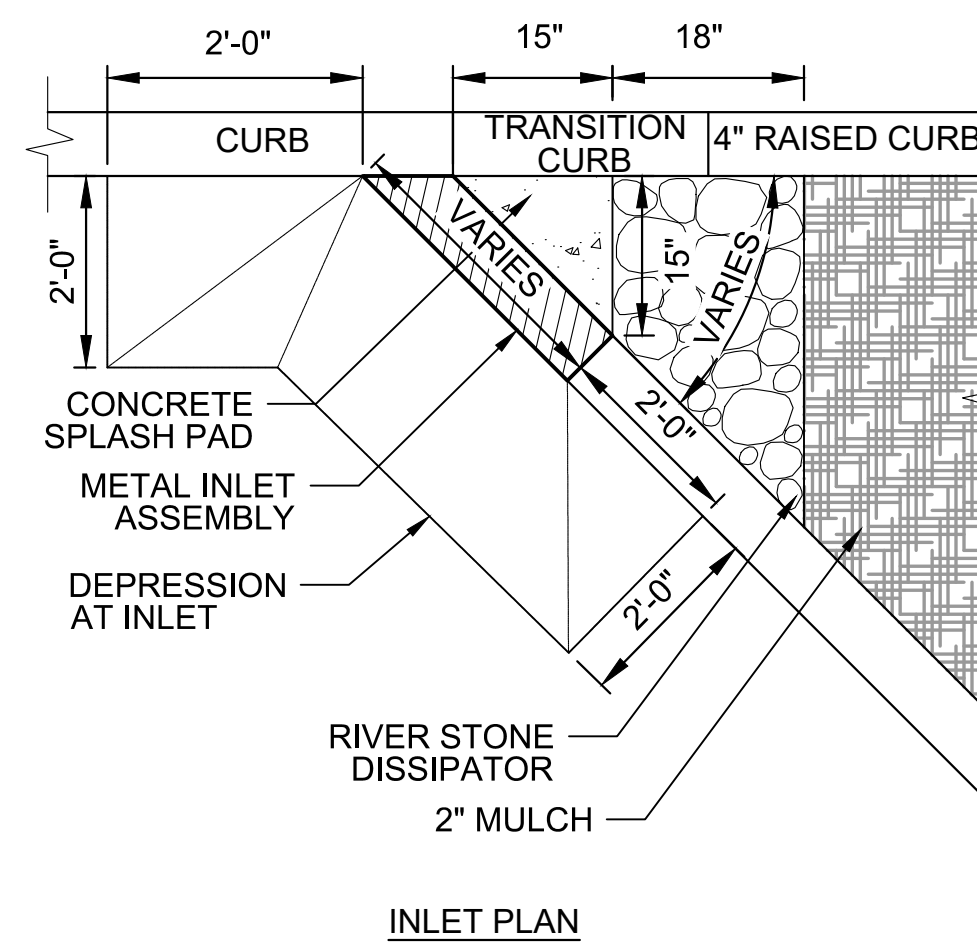 2'-0"
15"
18"
CURB
TRANSITION
CURB
4" RAISED CURB
2'-0"
VARIES
15"
VARIES
2'-0"
CONCRETE
SPLASH PAD
METAL INLET
ASSEMBLY
DEPRESSION
AT INLET
2'-0"
RIVER STONE
DISSIPATOR
2" MULCH
INLET PLAN